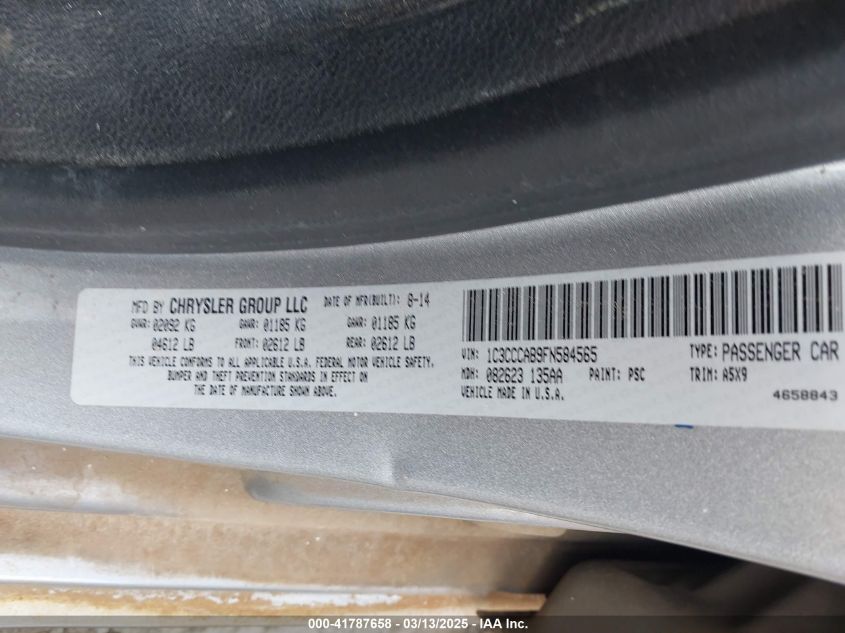 MFD BY CHRYSLER GROUP LLC DATE OF MFR(BUILT): 8-14
GVWR: 02092 KG GAWR: 01185 KG GAWR: 01185 KG
04612 LB FRONT: 02612 LB REAR: 02612 LB
THIS VEHICLE CONFORMS TO ALL APPLICABLE U.S.A. FEDERAL MOTOR VEHICLE SAFETY,
BUMPER AND THEFT PREVENTION STANDARDS IN EFFECT ON
THE DATE OF MANUFACTURE SHOWN ABOVE.
VIN: 1C3CCCAB9FN584565 TYPE: PASSENGER CAR
MDH: 082623 135AA PAINT: PSC TRIM: A5X9
VEHICLE MADE IN U.S.A. 4658843
000-41787658 - 03/13/2025 - IAA Inc.